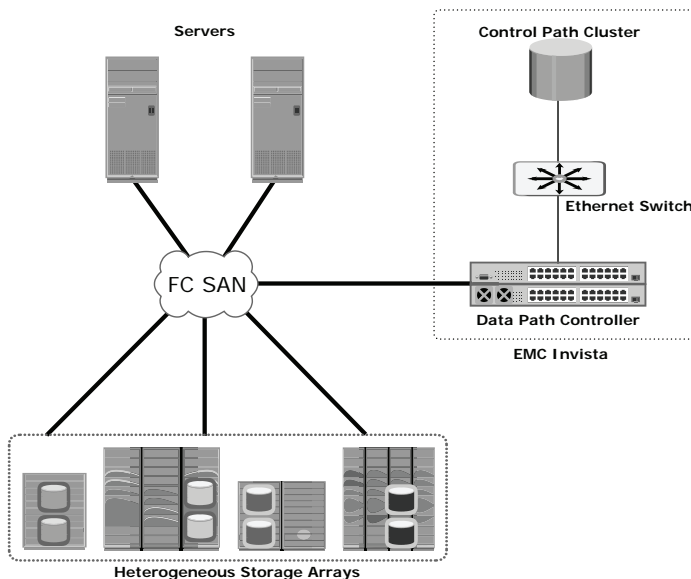 Servers
Control Path Cluster
Ethernet Switch
FC SAN
Data Path Controller
EMC Invista
Heterogeneous Storage Arrays